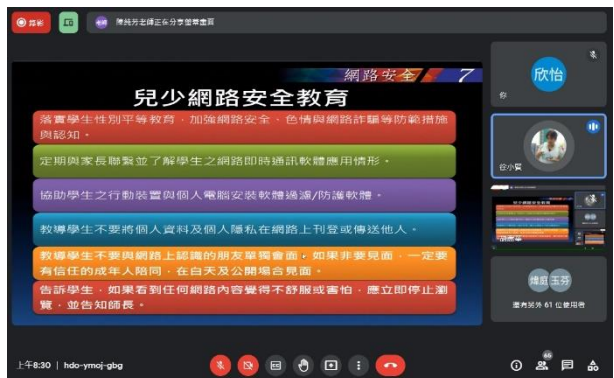 錄影
陳純芳老師正在分享螢幕畫面
網路安全 7
兒少網路安全教育
落實學生性別平等教育，加強網路安全、色情與網路詐騙等防範措施
與認知。
定期與家長聯繫並了解學生之網路即時通訊軟體應用情形。
協助學生之行動裝置與個人電腦安裝軟體過濾/防護軟體。
教導學生不要將個人資料及個人隱私在網路上刊登或傳送他人。
教導學生不要與網路上認識的朋友單獨會面，如果非要見面，一定要
有信任的成年人陪同，在白天及公開場合見面。
告訴學生，如果看到任何網路內容覺得不舒服或害怕，應立即停止瀏
覽，並告知師長。
欣怡
你
玉芬
還有另外 61 位使用者
上午8:30 | hdo-ymoj-gbg
66